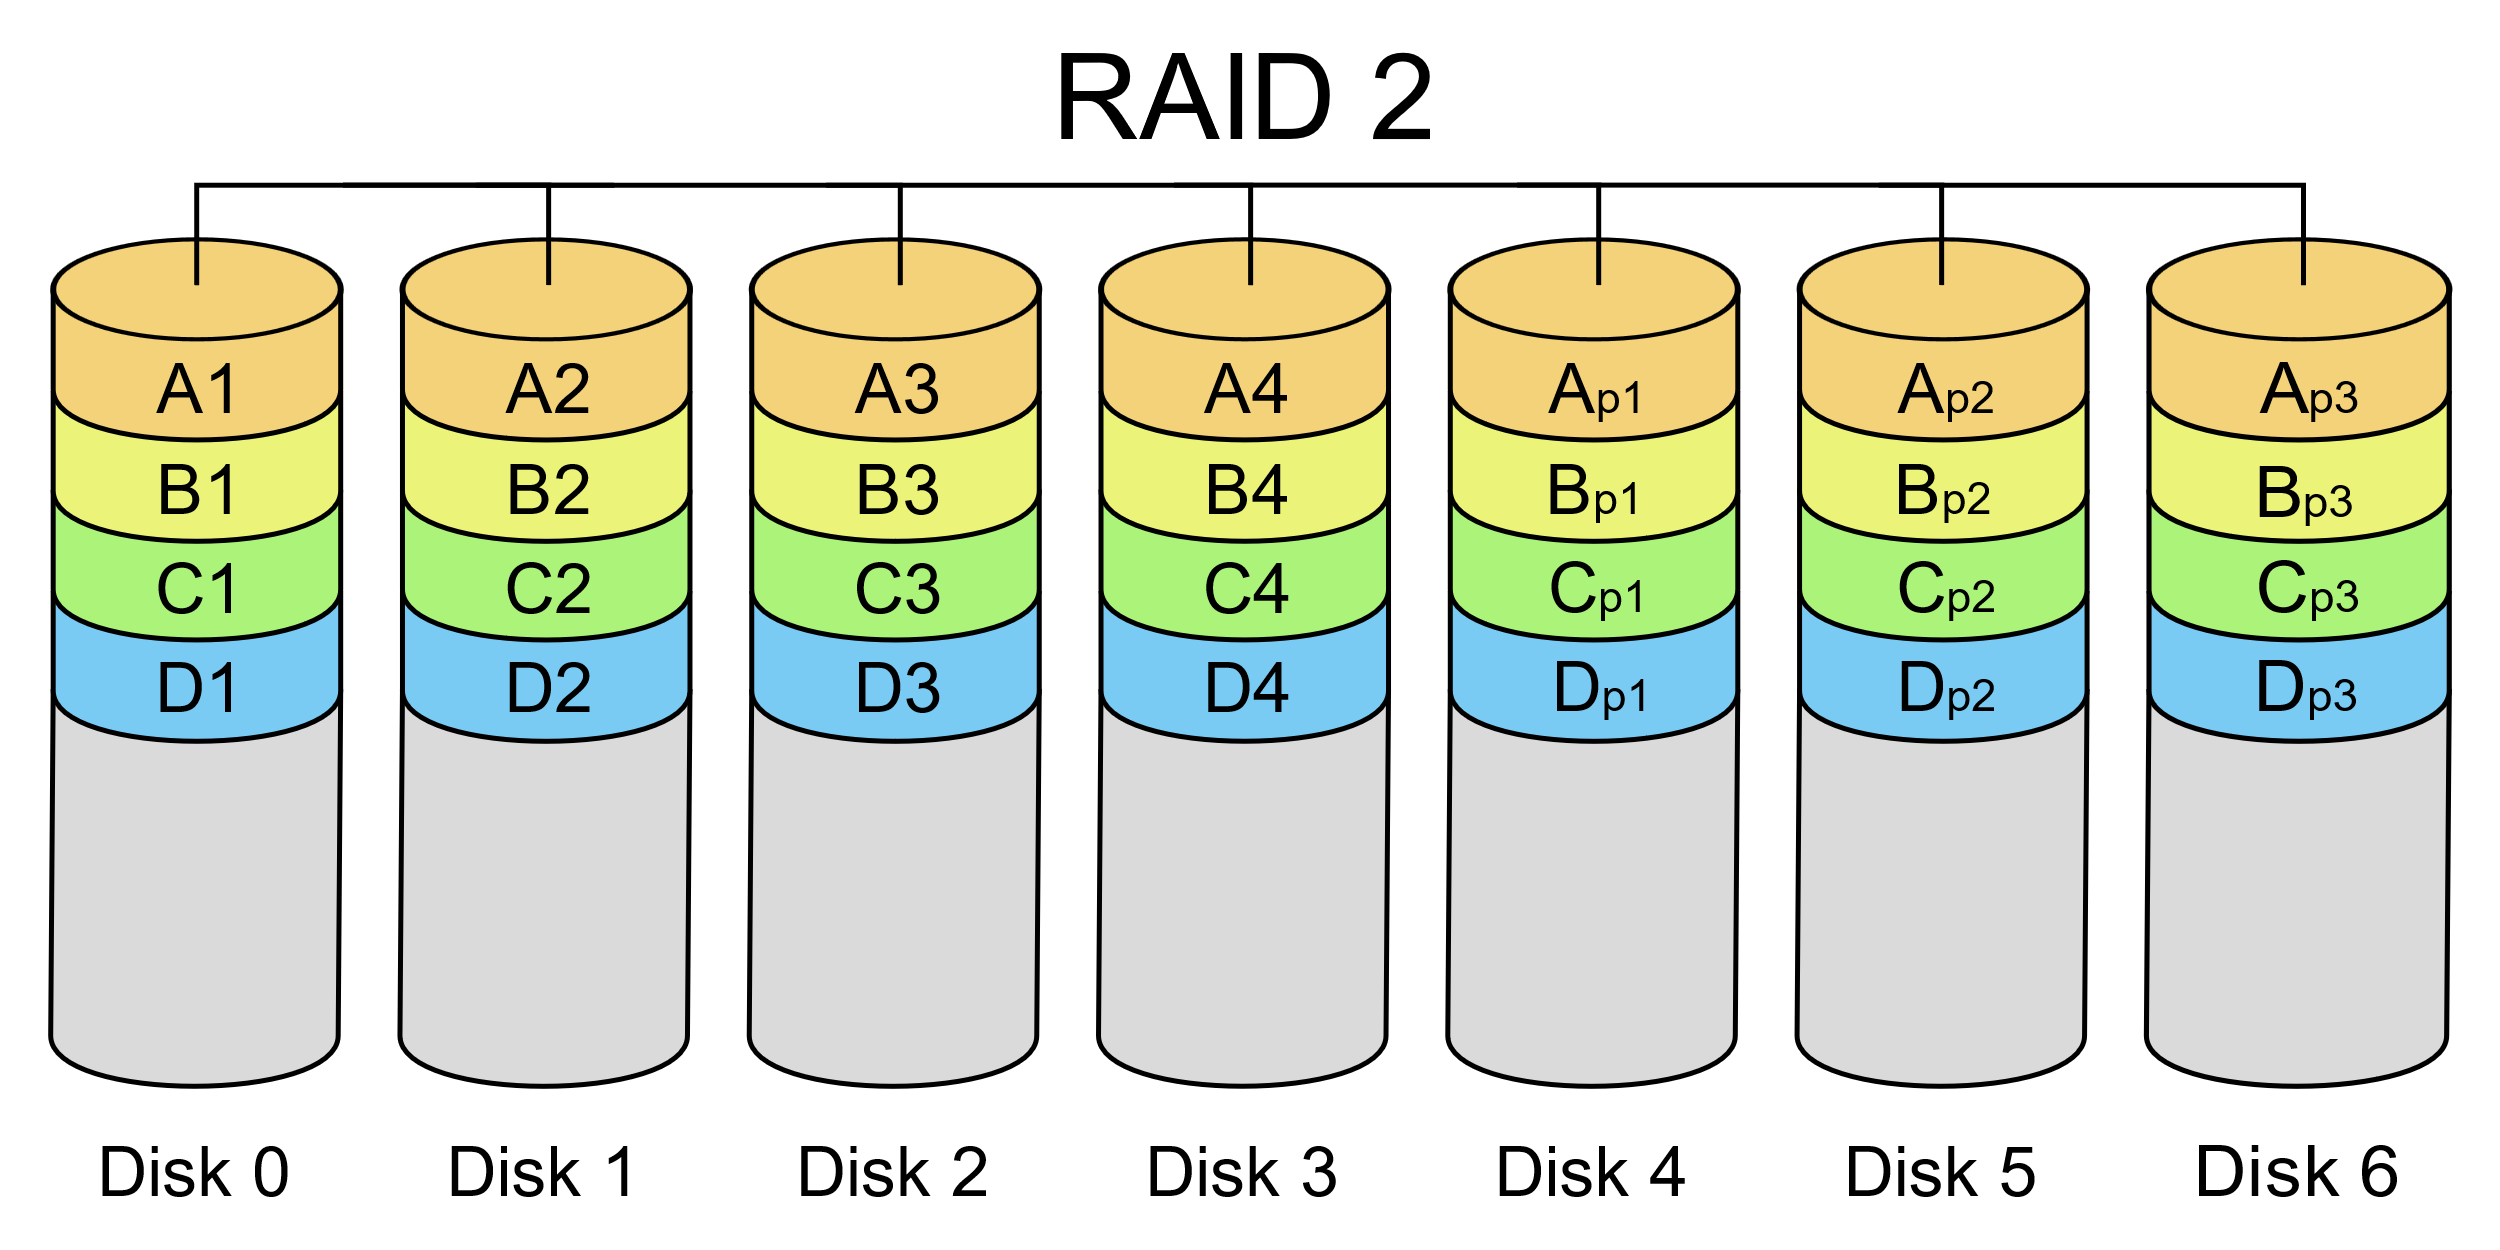 RAID 2
A1 A2 A3 A4 Ap1 Ap2 Ap3
B1 B2 B3 B4 Bp1 Bp2 Bp3
C1 C2 C3 C4 Cp1 Cp2 Cp3
D1 D2 D3 D4 Dp1 Dp2 Dp3
Disk 0 Disk 1 Disk 2 Disk 3 Disk 4 Disk 5 Disk 6